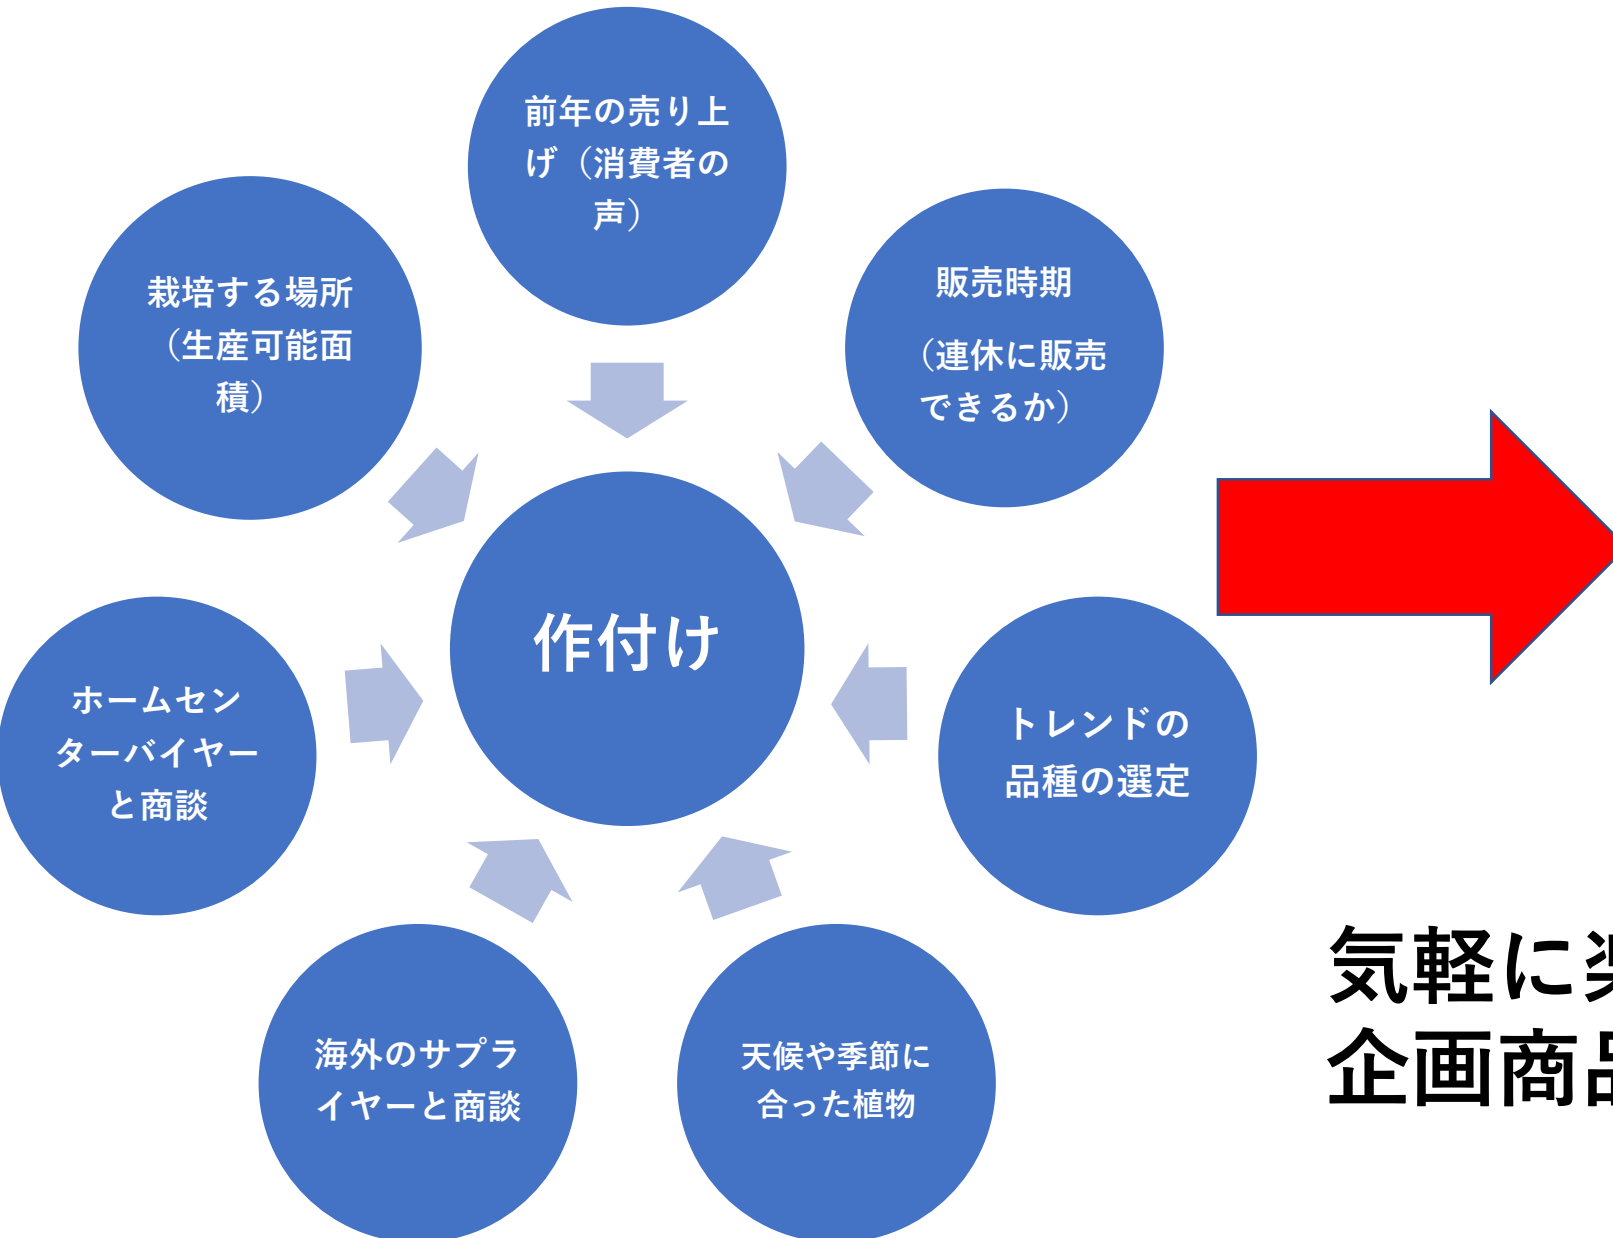 前年の売り上
げ（消費者の
声）
販売時期
（連休に販売
できるか）
栽培する場所
（生産可能面
積）
作付け
トレンドの
品種の選定
ホームセン
ターバイヤー
と商談
海外のサプラ
イヤーと商談
天候や季節に
合った植物
気軽に
企画商